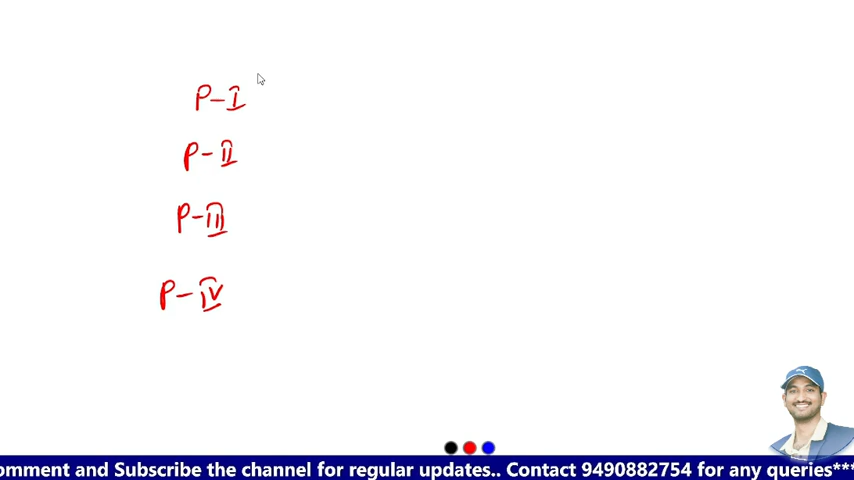 P-I
P-II
P-III
P-IV
omment and Subscribe the channel for regular updates.. Contact 9490882754 for any queries***